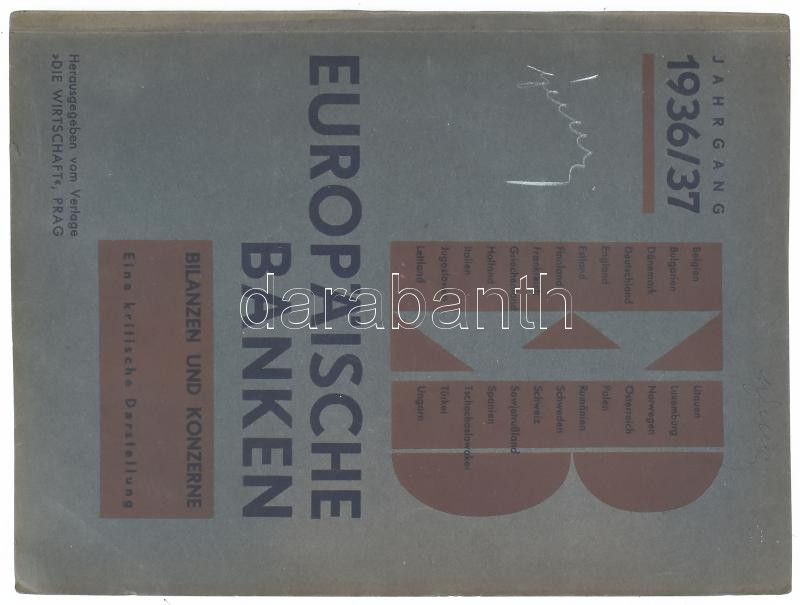 JAHRGANG
1936/37
Belgien
Bulgarien
Dänemark
Deutschland
England
Estland
Finnland
Griechenland
Holland
Italien
Lettland
Litauen
Luxemburg
Norwegen
Österreich
Polen
Rumänien
Schweden
Schweiz
Sowjetrußland
Spanien
Tschechoslowakei
Türkei
Ungarn
EUROPÄISCHE
BANKEN
BILANZEN UND KONZERNE
Eine kritische Darstellung
Herausgegeben vom Verlage
»DIE WIRTSCHAFT«, PRAG
darabanth